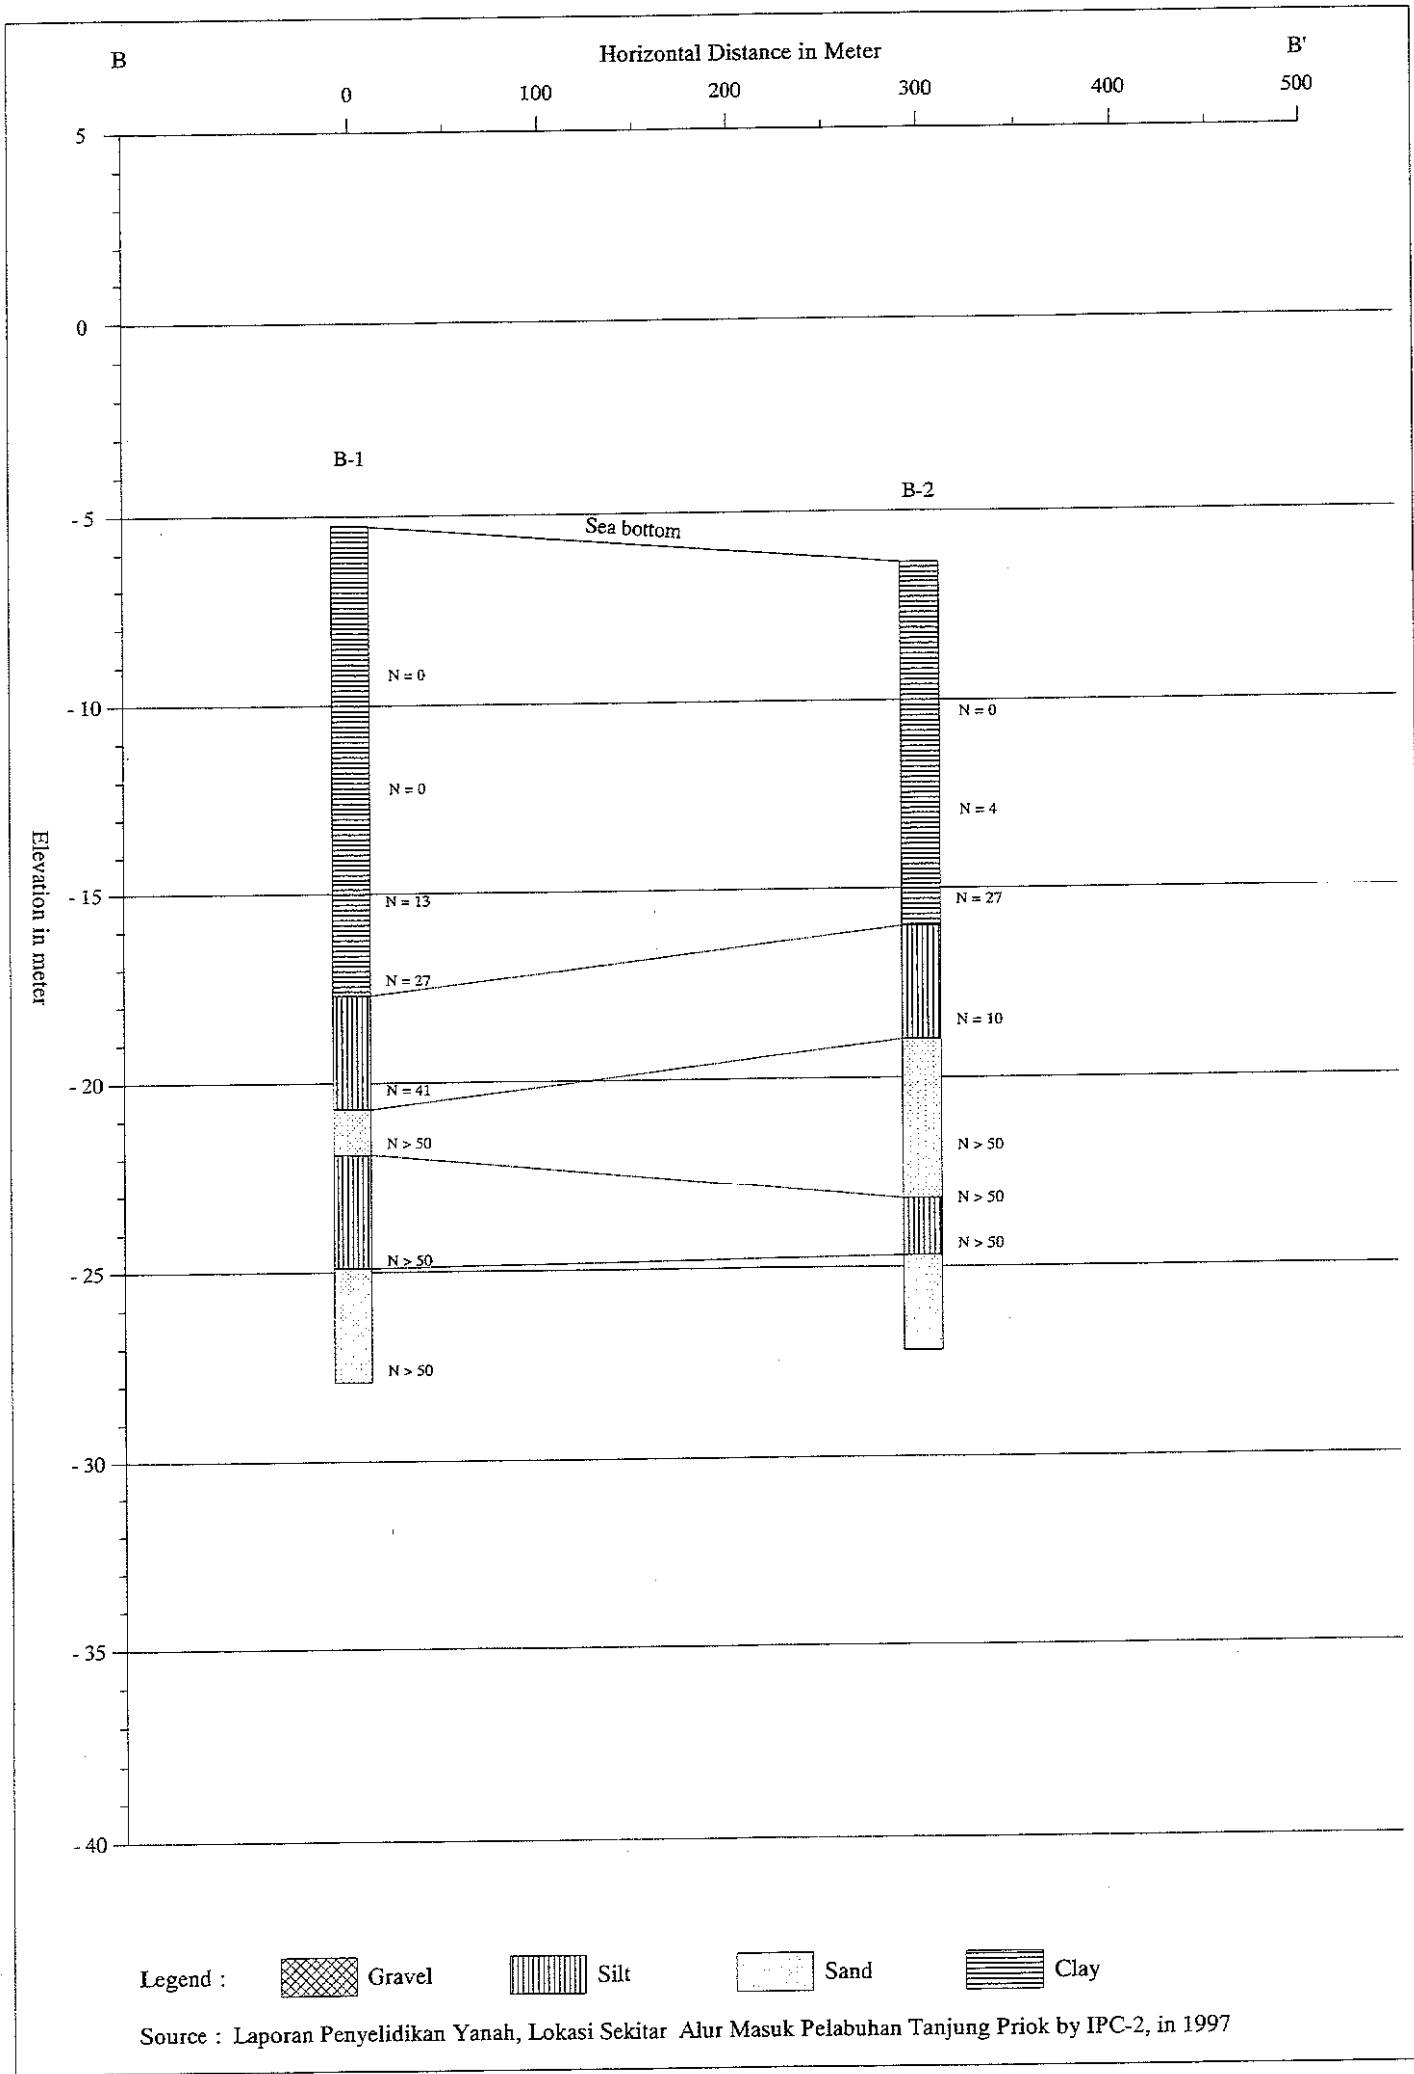 B Horizontal Distance in Meter B'
0 100 200 300 400 500
5
0
B-1
B-2
- 5
Sea bottom
N = 0
- 10
N = 0
N = 0
N = 4
Elevation in meter
- 15
N = 13
N = 27
N = 27
N = 10
- 20
N = 41
N > 50
N > 50
N > 50
N > 50
N > 50
- 25
N > 50
- 30
- 35
- 40
Legend : Gravel Silt Sand Clay
Source : Laporan Penyelidikan Yanah, Lokasi Sekitar Alur Masuk Pelabuhan Tanjung Priok by IPC-2, in 1997